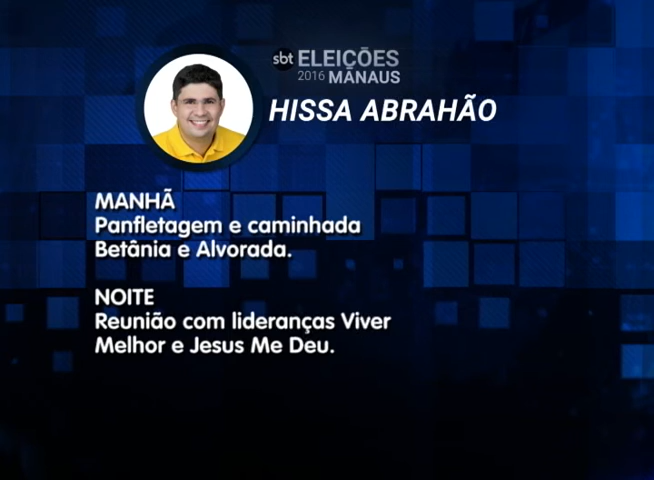 sbt ELEIÇÕES
2016 MANAUS
HISSA ABRAHÃO
MANHÃ
Panfletagem e caminhada
Betânia e Alvorada.
NOITE
Reunião com lideranças Viver
Melhor e Jesus Me Deu.